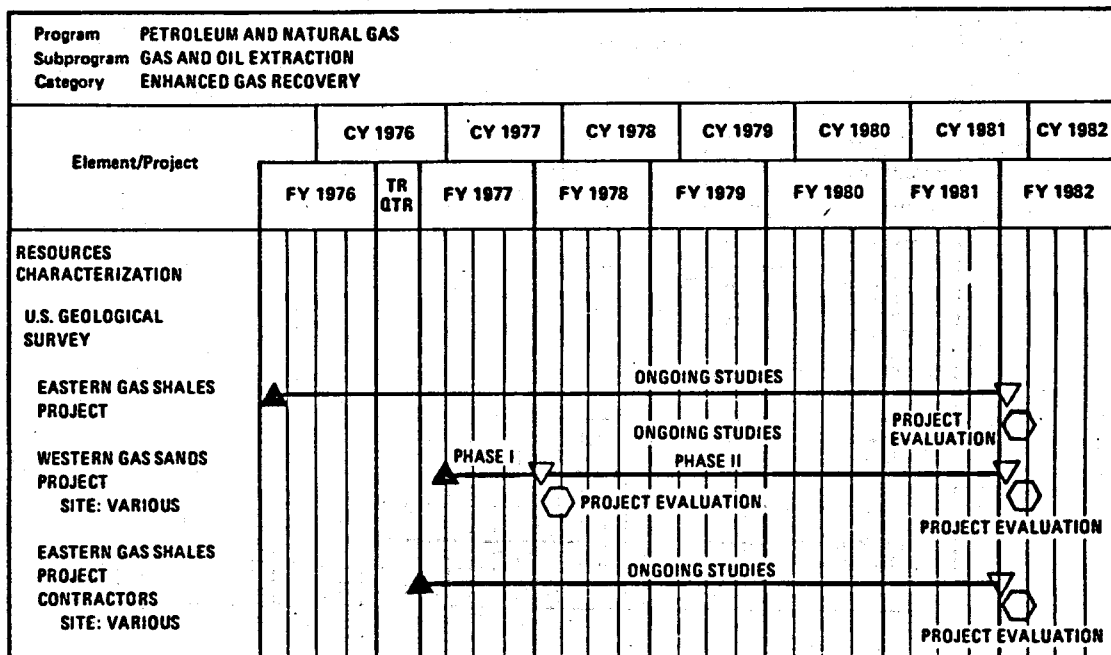 Program PETROLEUM AND NATURAL GAS
Subprogram GAS AND OIL EXTRACTION
Category ENHANCED GAS RECOVERY
Element/Project
CY 1976 CY 1977 CY 1978 CY 1979 CY 1980 CY 1981 CY 1982
FY 1976 TR QTR FY 1977 FY 1978 FY 1979 FY 1980 FY 1981 FY 1982
RESOURCES
CHARACTERIZATION
U.S. GEOLOGICAL
SURVEY
EASTERN GAS SHALES
PROJECT
ONGOING STUDIES
PROJECT
EVALUATION
WESTERN GAS SANDS
PROJECT
SITE: VARIOUS
ONGOING STUDIES
PHASE I
PHASE II
PROJECT EVALUATION
PROJECT EVALUATION
EASTERN GAS SHALES
PROJECT
CONTRACTORS
SITE: VARIOUS
ONGOING STUDIES
PROJECT EVALUATION